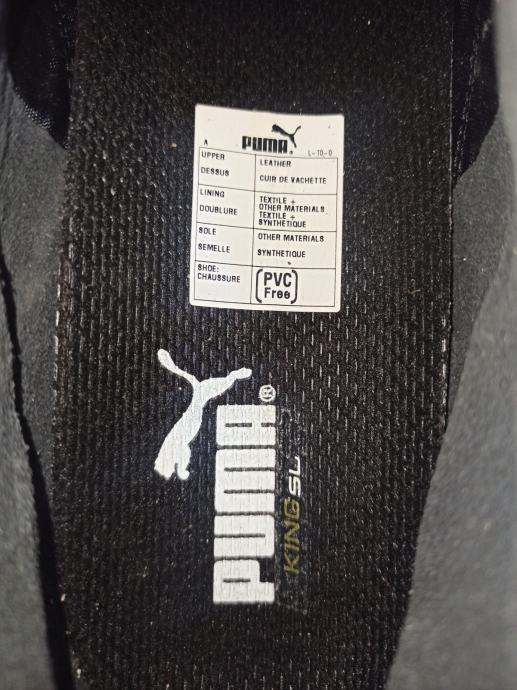 PUMA®
A
L-10-0
UPPER
DESSUS
LEATHER
CUIR DE VACHETTE
LINING
DOUBLURE
TEXTILE +
OTHER MATERIALS
TEXTILE +
SYNTHÉTIQUE
SOLE
SEMELLE
OTHER MATERIALS
SYNTHETIQUE
SHOE:
CHAUSSURE
PVC
Free
PUMA®
KING SL